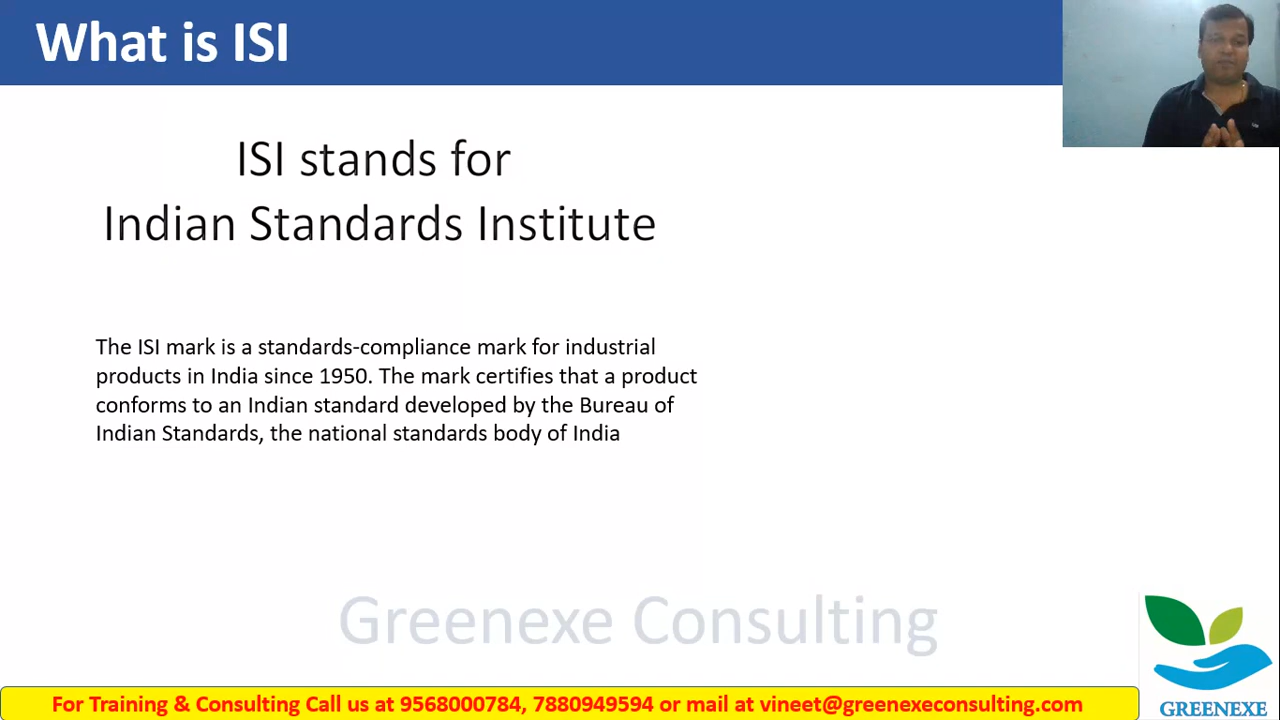 What is ISI
ISI stands for
Indian Standards Institute
The ISI mark is a standards-compliance mark for industrial
products in India since 1950. The mark certifies that a product
conforms to an Indian standard developed by the Bureau of
Indian Standards, the national standards body of India
Greenexe Consulting
For Training & Consulting Call us at 9568000784, 7880949594 or mail at vineet@greenexeconsulting.com
GREENEXE